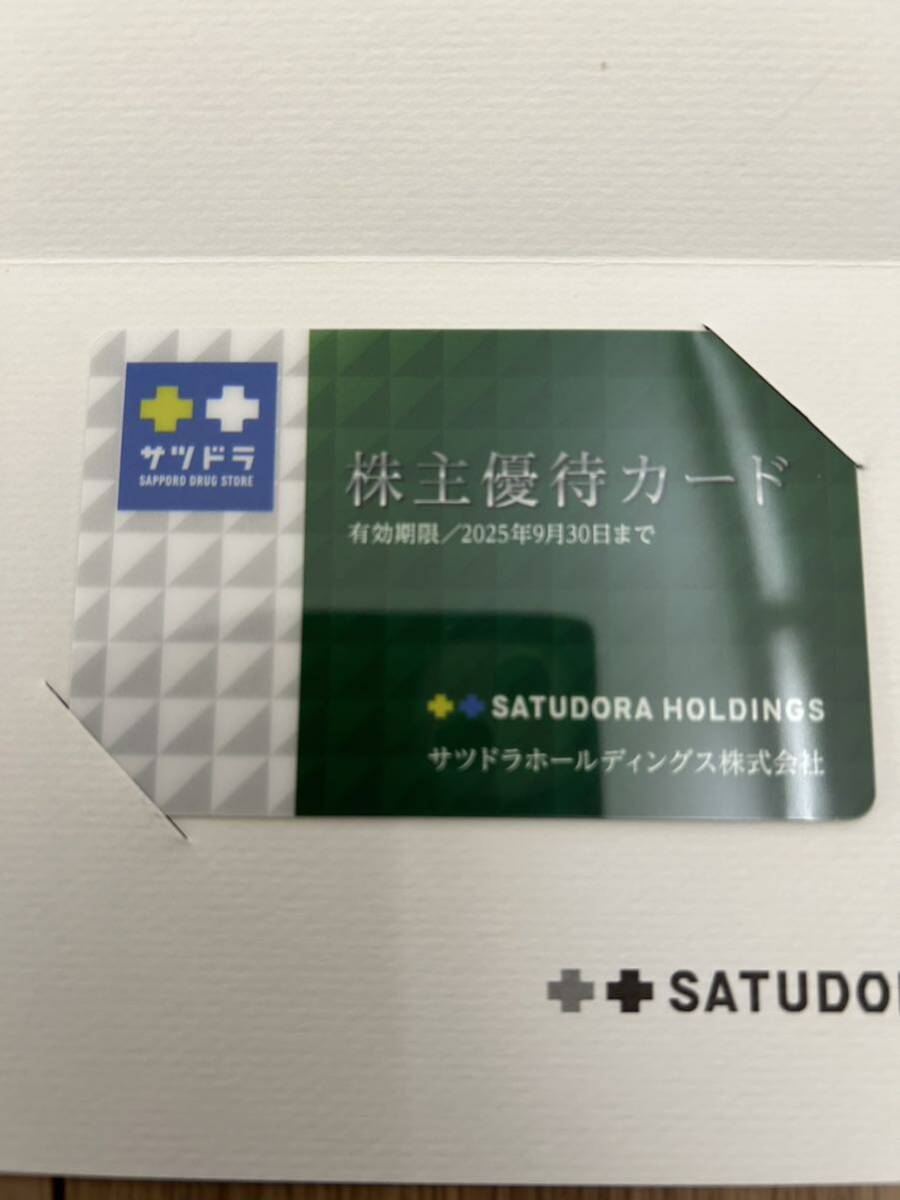 サツドラ
SAPPORO DRUG STORE
株主優待カード
有効期限／2025年9月30日まで
SATUDORA HOLDINGS
サツドラホールディングス株式会社
SATUDO